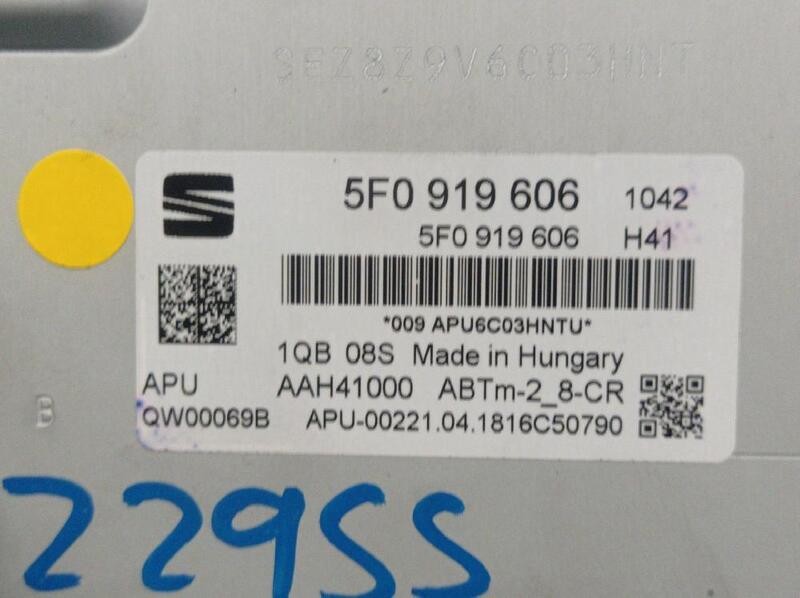 SEZ8Z9V6C03HNT
5F0 919 606 1042
5F0 919 606 H41
*009 APU6C03HNTU*
1QB 08S Made in Hungary
APU AAH41000 ABTm-2_8-CR
QW00069B APU-00221.04.1816C50790
B
229SS